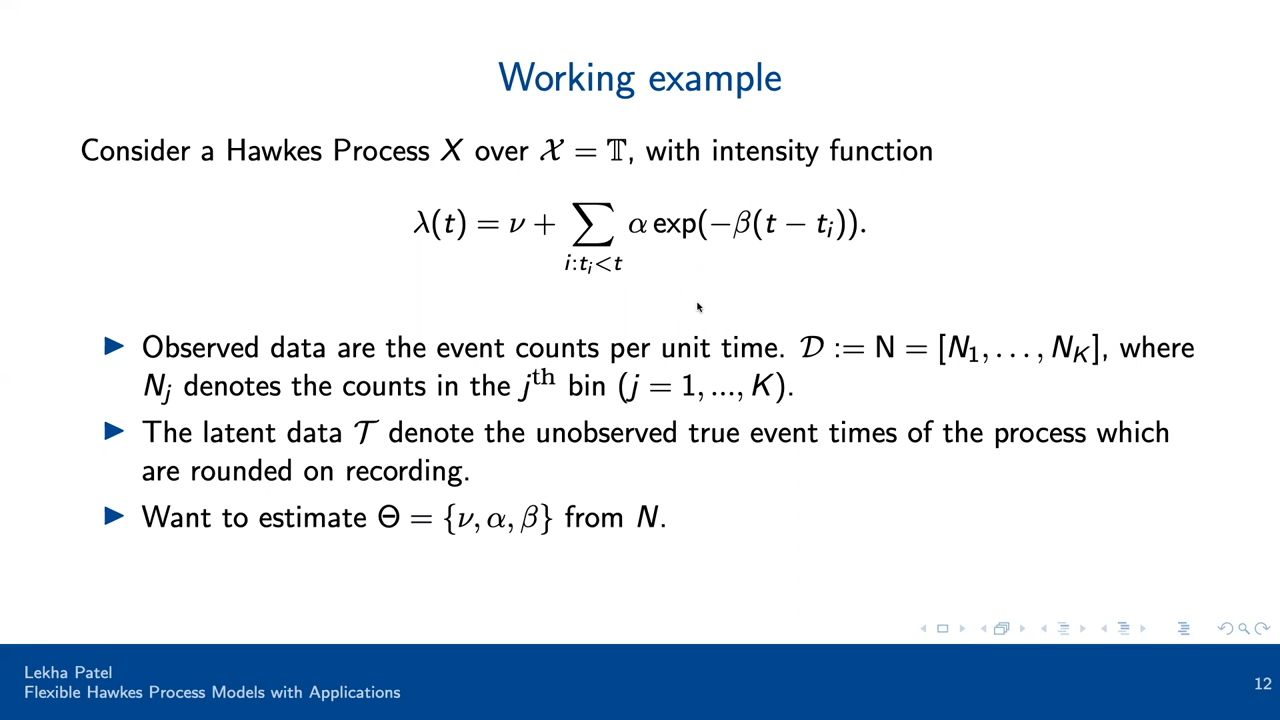 Working example
Consider a Hawkes Process X over 𝒳 = 𝕋, with intensity function
λ(t) = ν + ∑ α exp(−β(t − tᵢ)).
i:tᵢ<t
▶ Observed data are the event counts per unit time. 𝒟 := N = [N₁, . . . , N_K], where
Nⱼ denotes the counts in the jᵗʰ bin (j = 1, ..., K).
▶ The latent data 𝒯 denote the unobserved true event times of the process which
are rounded on recording.
▶ Want to estimate Θ = {ν, α, β} from N.
Lekha Patel
Flexible Hawkes Process Models with Applications
12